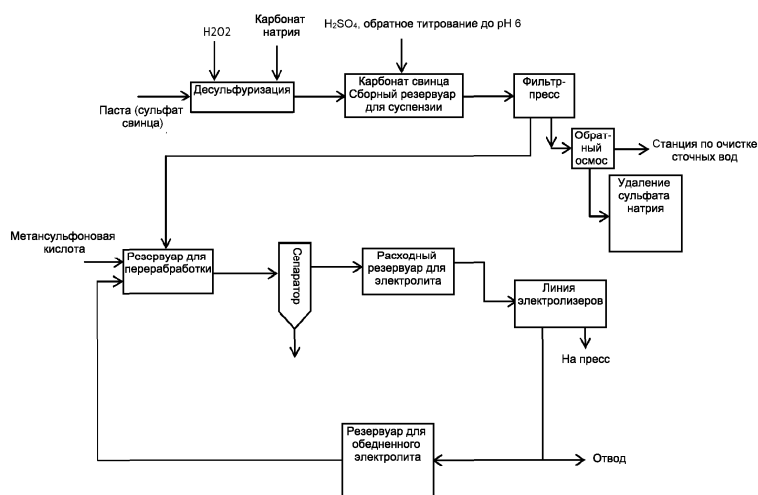 H2O2
Карбонат
натрия
H₂SO₄, обратное титрование до pH 6
Паста (сульфат
свинца)
Десульфуризация
Карбонат свинца
Сборный резервуар
для суспензии
Фильтр-
пресс
Обрат-
ный
осмос
Станция по очистке
сточных вод
Удаление
сульфата
натрия
Метансульфоновая
кислота
Резервуар для
перерабработки
Сепаратор
Расходный
резервуар для
электролита
Линия
электролизеров
На пресс
Резервуар для
обедненного
электролита
Отвод